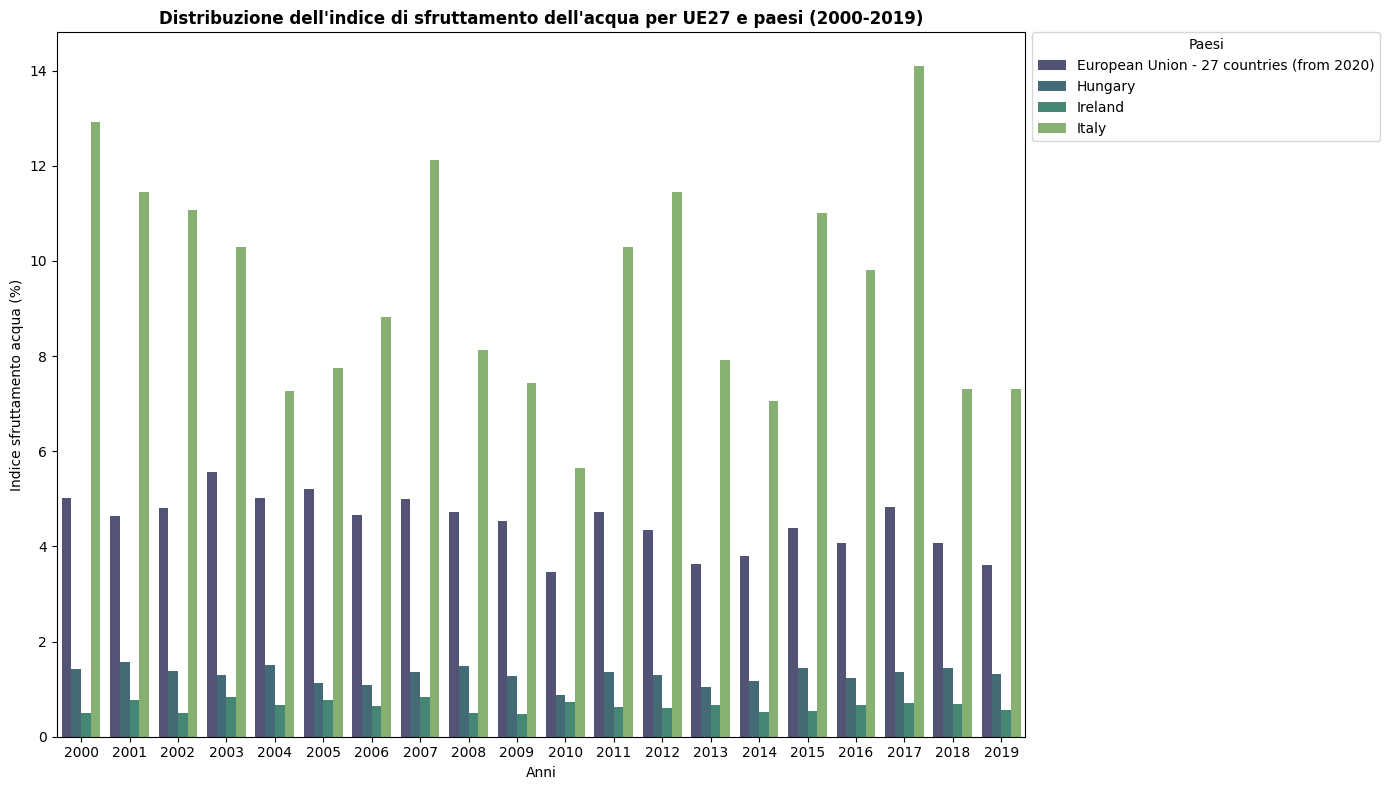 Distribuzione dell'indice di sfruttamento dell'acqua per UE27 e paesi (2000-2019)
Paesi
European Union - 27 countries (from 2020)
Hungary
Ireland
Italy
Indice sfruttamento acqua (%)
14
12
10
8
6
4
2
0
2000 2001 2002 2003 2004 2005 2006 2007 2008 2009 2010 2011 2012 2013 2014 2015 2016 2017 2018 2019
Anni